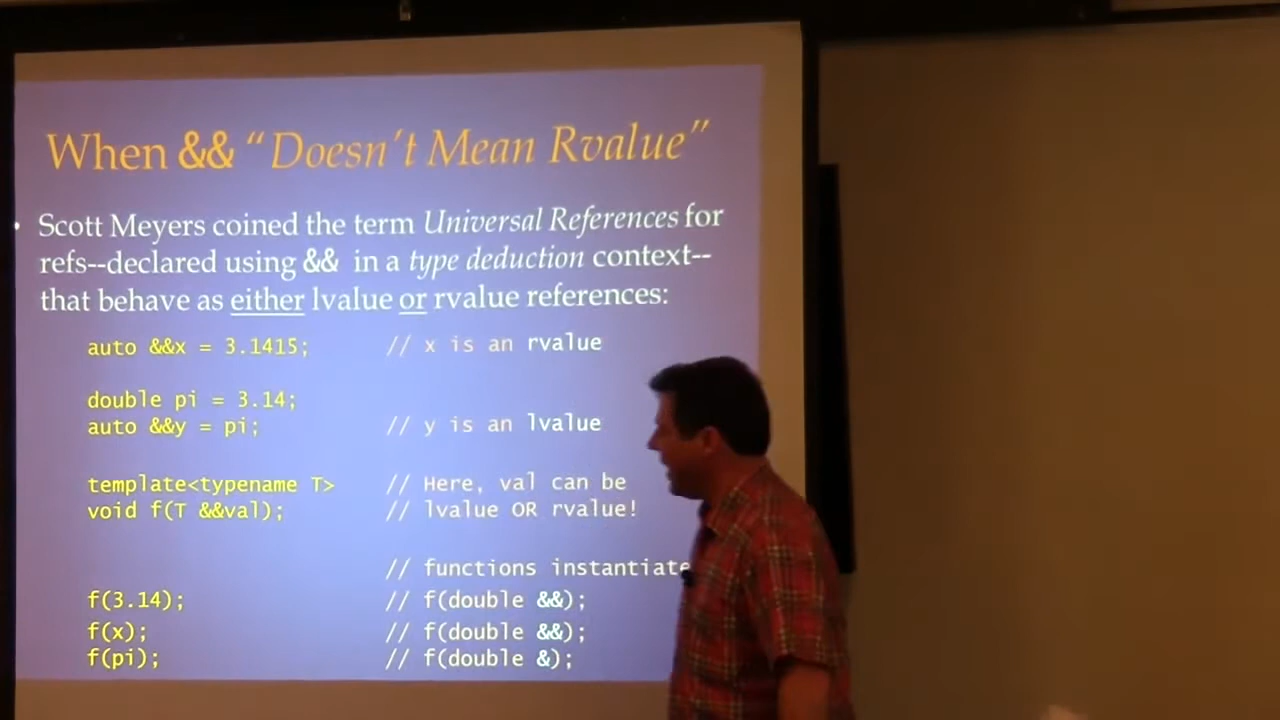 When && "Doesn't Mean Rvalue"
• Scott Meyers coined the term Universal References for
refs--declared using && in a type deduction context--
that behave as either lvalue or rvalue references:
auto &&x = 3.1415; // x is an rvalue
double pi = 3.14;
auto &&y = pi; // y is an lvalue
template<typename T> // Here, val can be
void f(T &&val); // lvalue OR rvalue!
// functions instantiate
f(3.14); // f(double &&);
f(x); // f(double &&);
f(pi); // f(double &);